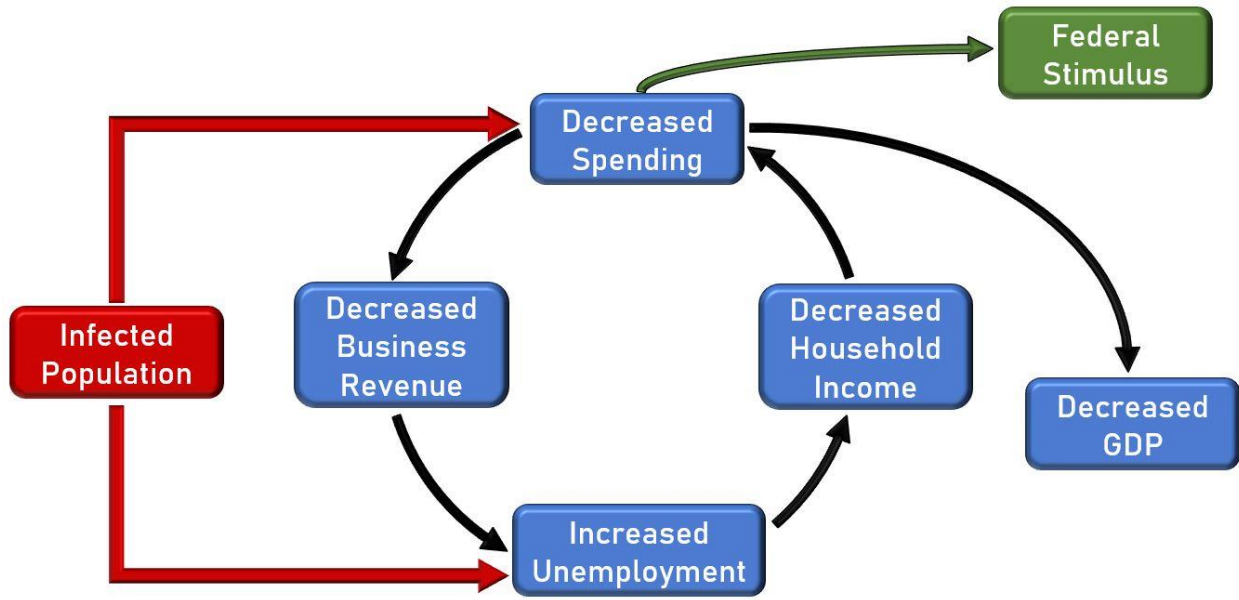 Federal
Stimulus
Decreased
Spending
Infected
Population
Decreased
Business
Revenue
Decreased
Household
Income
Decreased
GDP
Increased
Unemployment